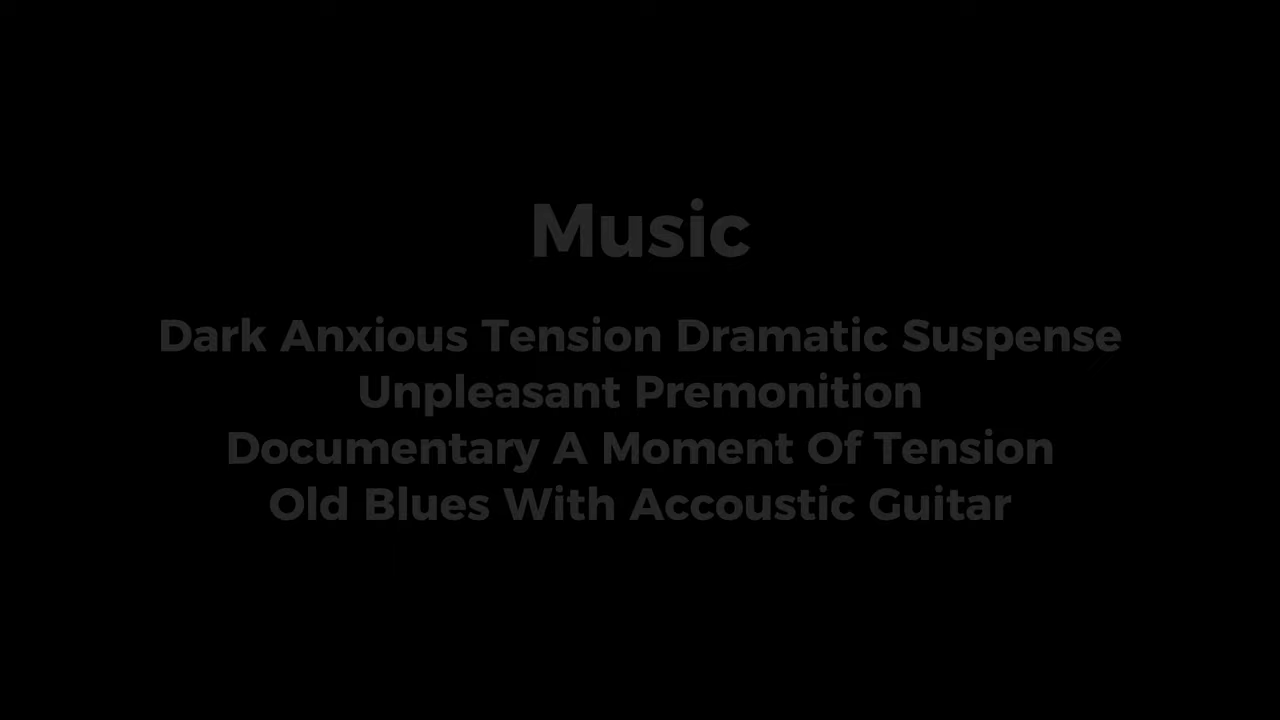 Music
Dark Anxious Tension Dramatic Suspense
Unpleasant Premonition
Documentary A Moment Of Tension
Old Blues With Accoustic Guitar